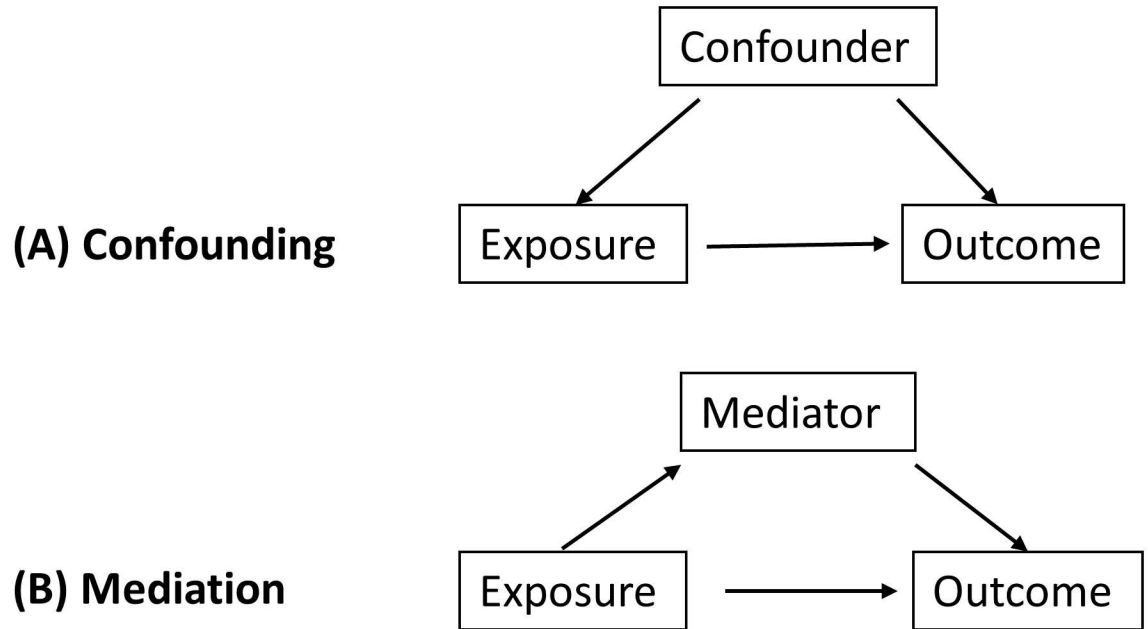 Confounder
(A) Confounding
Exposure
Outcome
Mediator
(B) Mediation
Exposure
Outcome